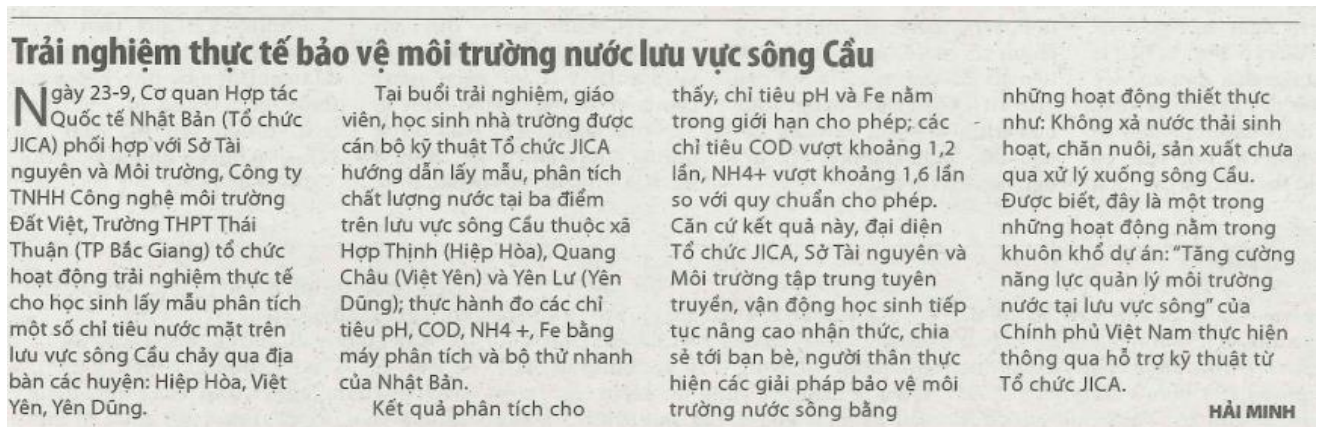 Trải nghiệm thực tế bảo vệ môi trường nước lưu vực sông Cầu
Ngày 23-9, Cơ quan Hợp tác
Quốc tế Nhật Bản (Tổ chức
JICA) phối hợp với Sở Tài
nguyên và Môi trường, Công ty
TNHH Công nghệ môi trường
Đất Việt, Trường THPT Thái
Thuận (TP Bắc Giang) tổ chức
hoạt động trải nghiệm thực tế
cho học sinh lấy mẫu phân tích
một số chỉ tiêu nước mặt trên
lưu vực sông Cầu chảy qua địa
bàn các huyện: Hiệp Hòa, Việt
Yên, Yên Dũng.
Tại buổi trải nghiệm, giáo
viên, học sinh nhà trường được
cán bộ kỹ thuật Tổ chức JICA
hướng dẫn lấy mẫu, phân tích
chất lượng nước tại ba điểm
trên lưu vực sông Cầu thuộc xã
Hợp Thịnh (Hiệp Hòa), Quang
Châu (Việt Yên) và Yên Lư (Yên
Dũng); thực hành đo các chỉ
tiêu pH, COD, NH4 +, Fe bằng
máy phân tích và bộ thử nhanh
của Nhật Bản.
Kết quả phân tích cho
thấy, chỉ tiêu pH và Fe nằm
trong giới hạn cho phép; các
chỉ tiêu COD vượt khoảng 1,2
lần, NH4+ vượt khoảng 1,6 lần
so với quy chuẩn cho phép.
Căn cứ kết quả này, đại diện
Tổ chức JICA, Sở Tài nguyên và
Môi trường tập trung tuyên
truyền, vận động học sinh tiếp
tục nâng cao nhận thức, chia
sẻ tới bạn bè, người thân thực
hiện các giải pháp bảo vệ môi
trường nước sông bằng
những hoạt động thiết thực
như: Không xả nước thải sinh
hoạt, chăn nuôi, sản xuất chưa
qua xử lý xuống sông Cầu.
Được biết, đây là một trong
những hoạt động nằm trong
khuôn khổ dự án: “Tăng cường
năng lực quản lý môi trường
nước tại lưu vực sông” của
Chính phủ Việt Nam thực hiện
thông qua hỗ trợ kỹ thuật từ
Tổ chức JICA.
HẢI MINH